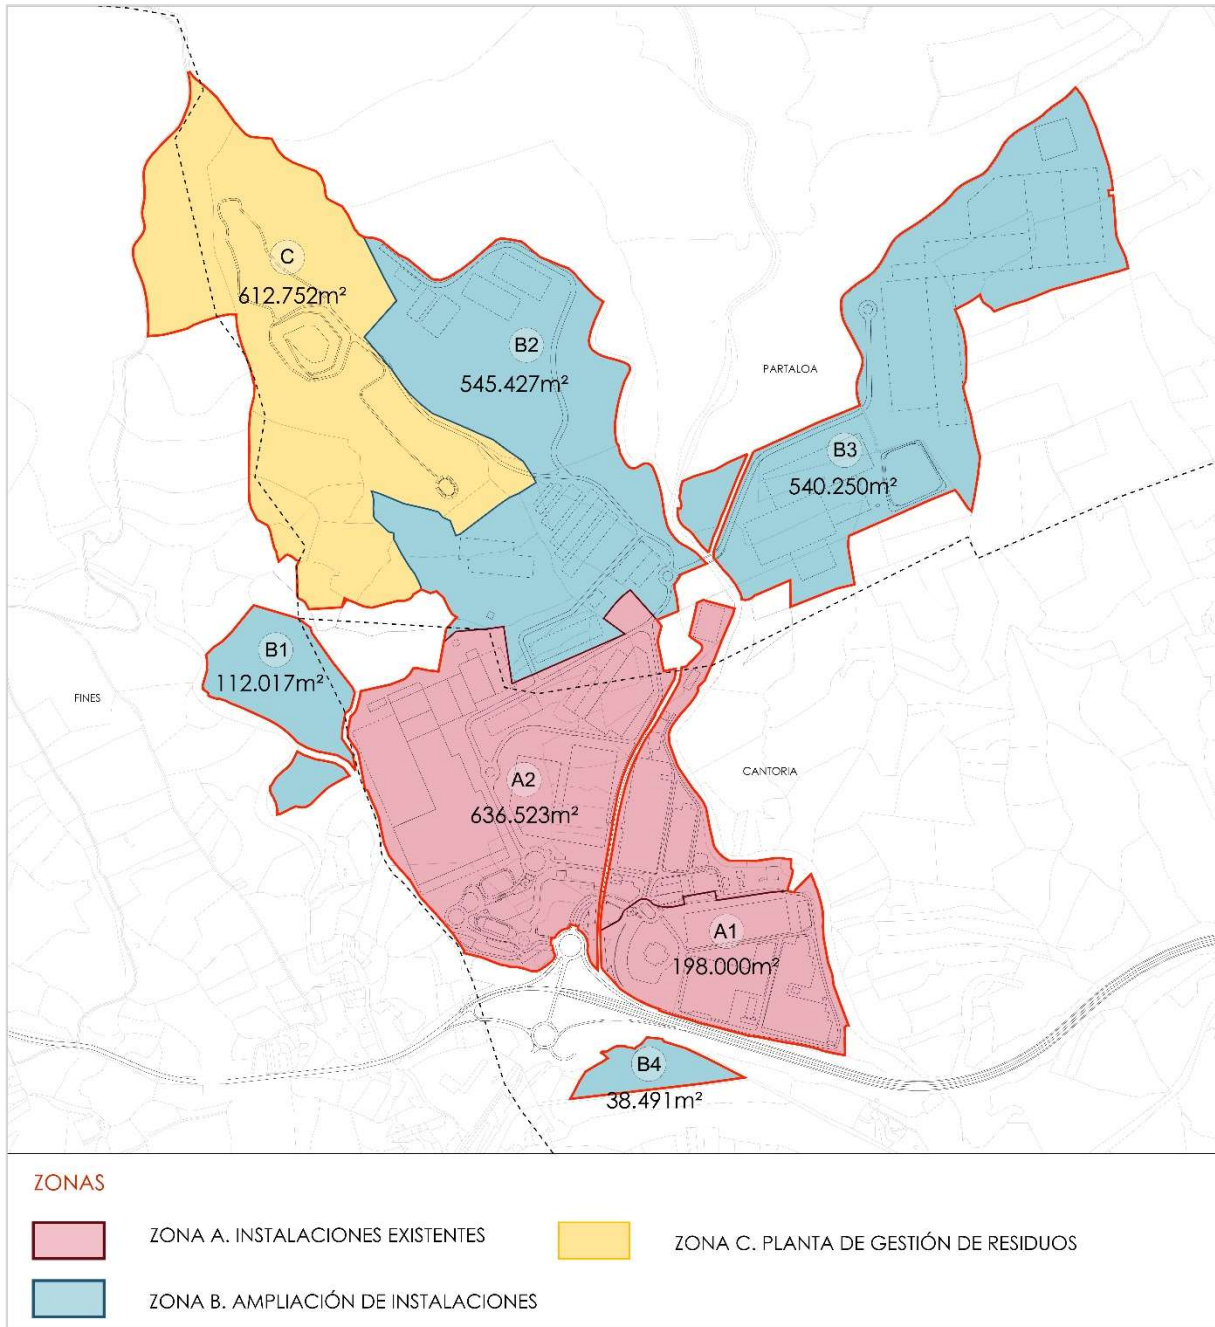 C
612.752m²
B2
545.427m²
PARTALOA
B3
540.250m²
B1
112.017m²
FINES
A2
636.523m²
CANTORIA
A1
198.000m²
B4
38.491m²
ZONAS
ZONA A. INSTALACIONES EXISTENTES
ZONA C. PLANTA DE GESTIÓN DE RESIDUOS
ZONA B. AMPLIACIÓN DE INSTALACIONES